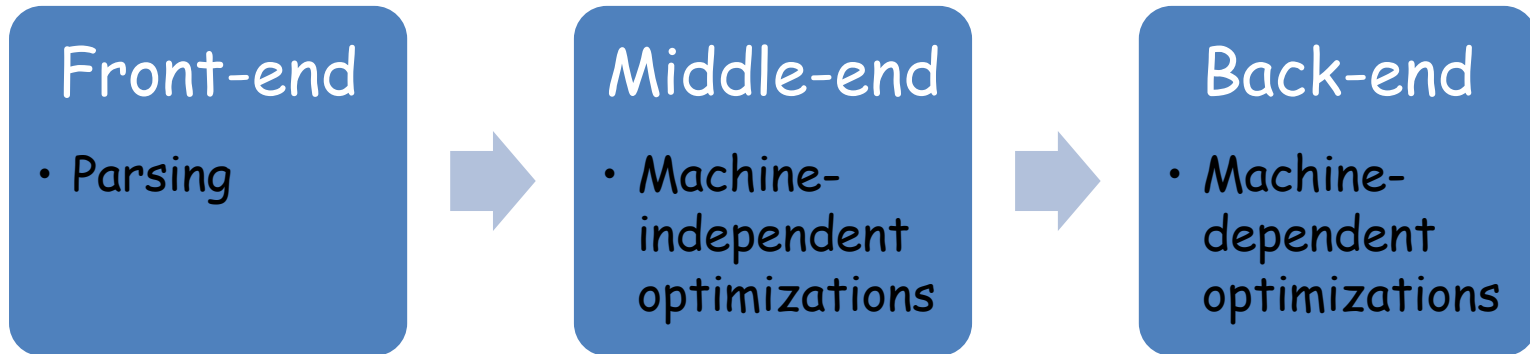 Front-end
• Parsing
Middle-end
• Machine-
independent
optimizations
Back-end
• Machine-
dependent
optimizations